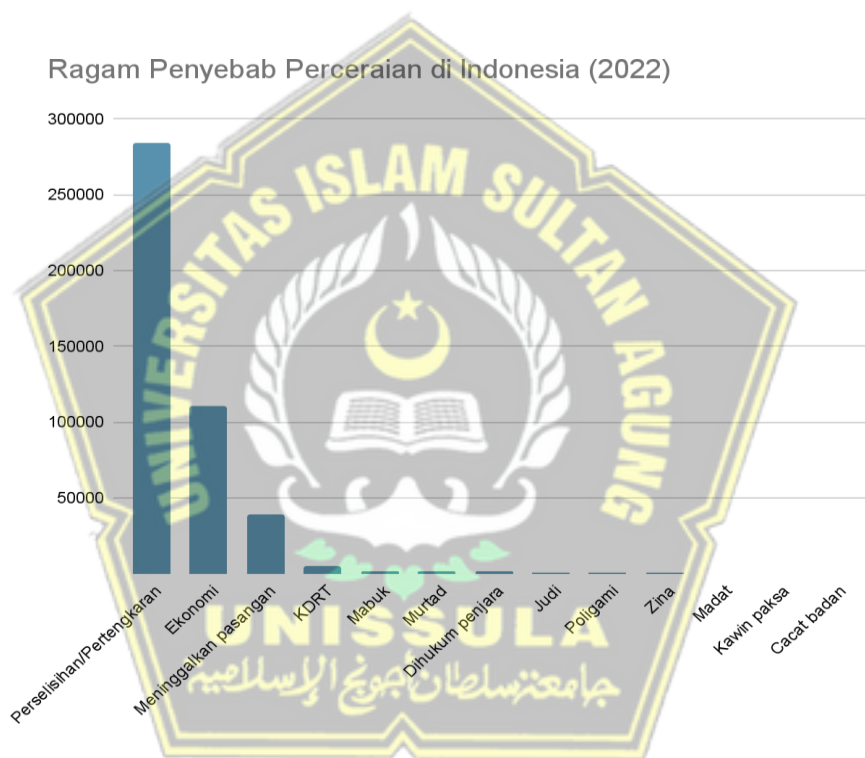 Ragam Penyebab Perceraian di Indonesia (2022)
300000
250000
200000
150000
100000
50000
Perselisihan/Pertengkaran
Ekonomi
Meninggalkan pasangan
KDRT
Mabuk
Murtad
Dihukum penjara
Judi
Poligami
Zina
Madat
Kawin paksa
Cacat badan
UNIVERSITAS ISLAM SULTAN AGUNG
UNISSULA
جامعة سلطان أجونج الإسلامية